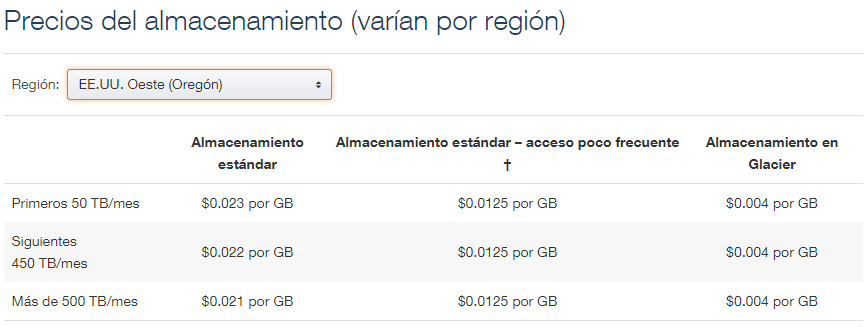 Precios del almacenamiento (varían por región)
Región: EE.UU. Oeste (Oregón)
Almacenamiento estándar Almacenamiento estándar – acceso poco frecuente † Almacenamiento en Glacier
Primeros 50 TB/mes $0.023 por GB $0.0125 por GB $0.004 por GB
Siguientes 450 TB/mes $0.022 por GB $0.0125 por GB $0.004 por GB
Más de 500 TB/mes $0.021 por GB $0.0125 por GB $0.004 por GB